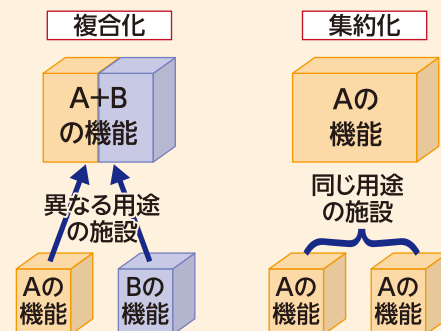 複合化
A+B
の機能
異なる用途
の施設
Aの
機能
Bの
機能
集約化
Aの
機能
同じ用途
の施設
Aの
機能
Aの
機能